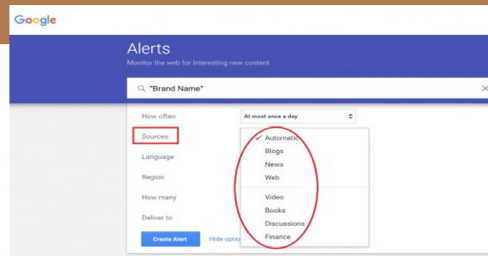 Google
Alerts
Monitor the web for interesting new content
"Brand Name"
How often
At most once a day
Sources
Automatic
Blogs
Language
News
Region
Web
How many
Video
Books
Deliver to
Discussions
Create Alert
Hide optio
Finance